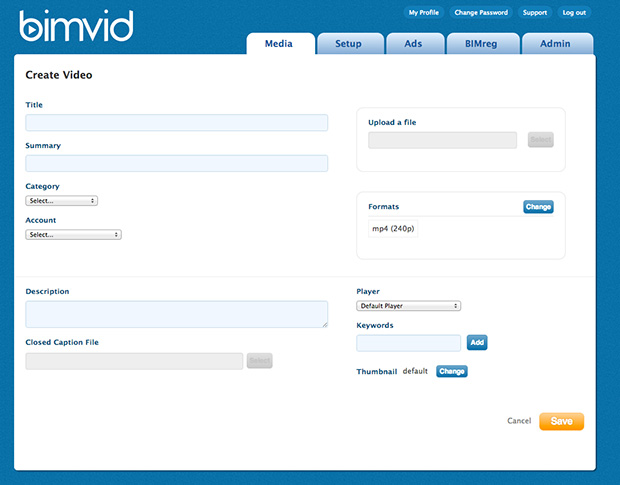 bimvid
My Profile Change Password Support Log out
Media Setup Ads BIMreg Admin
Create Video
Title
Summary
Category
Select...
Account
Select...
Upload a file
Select
Formats Change
mp4 (240p)
Description
Closed Caption File
Select
Player
Default Player
Keywords
Add
Thumbnail default Change
Cancel Save